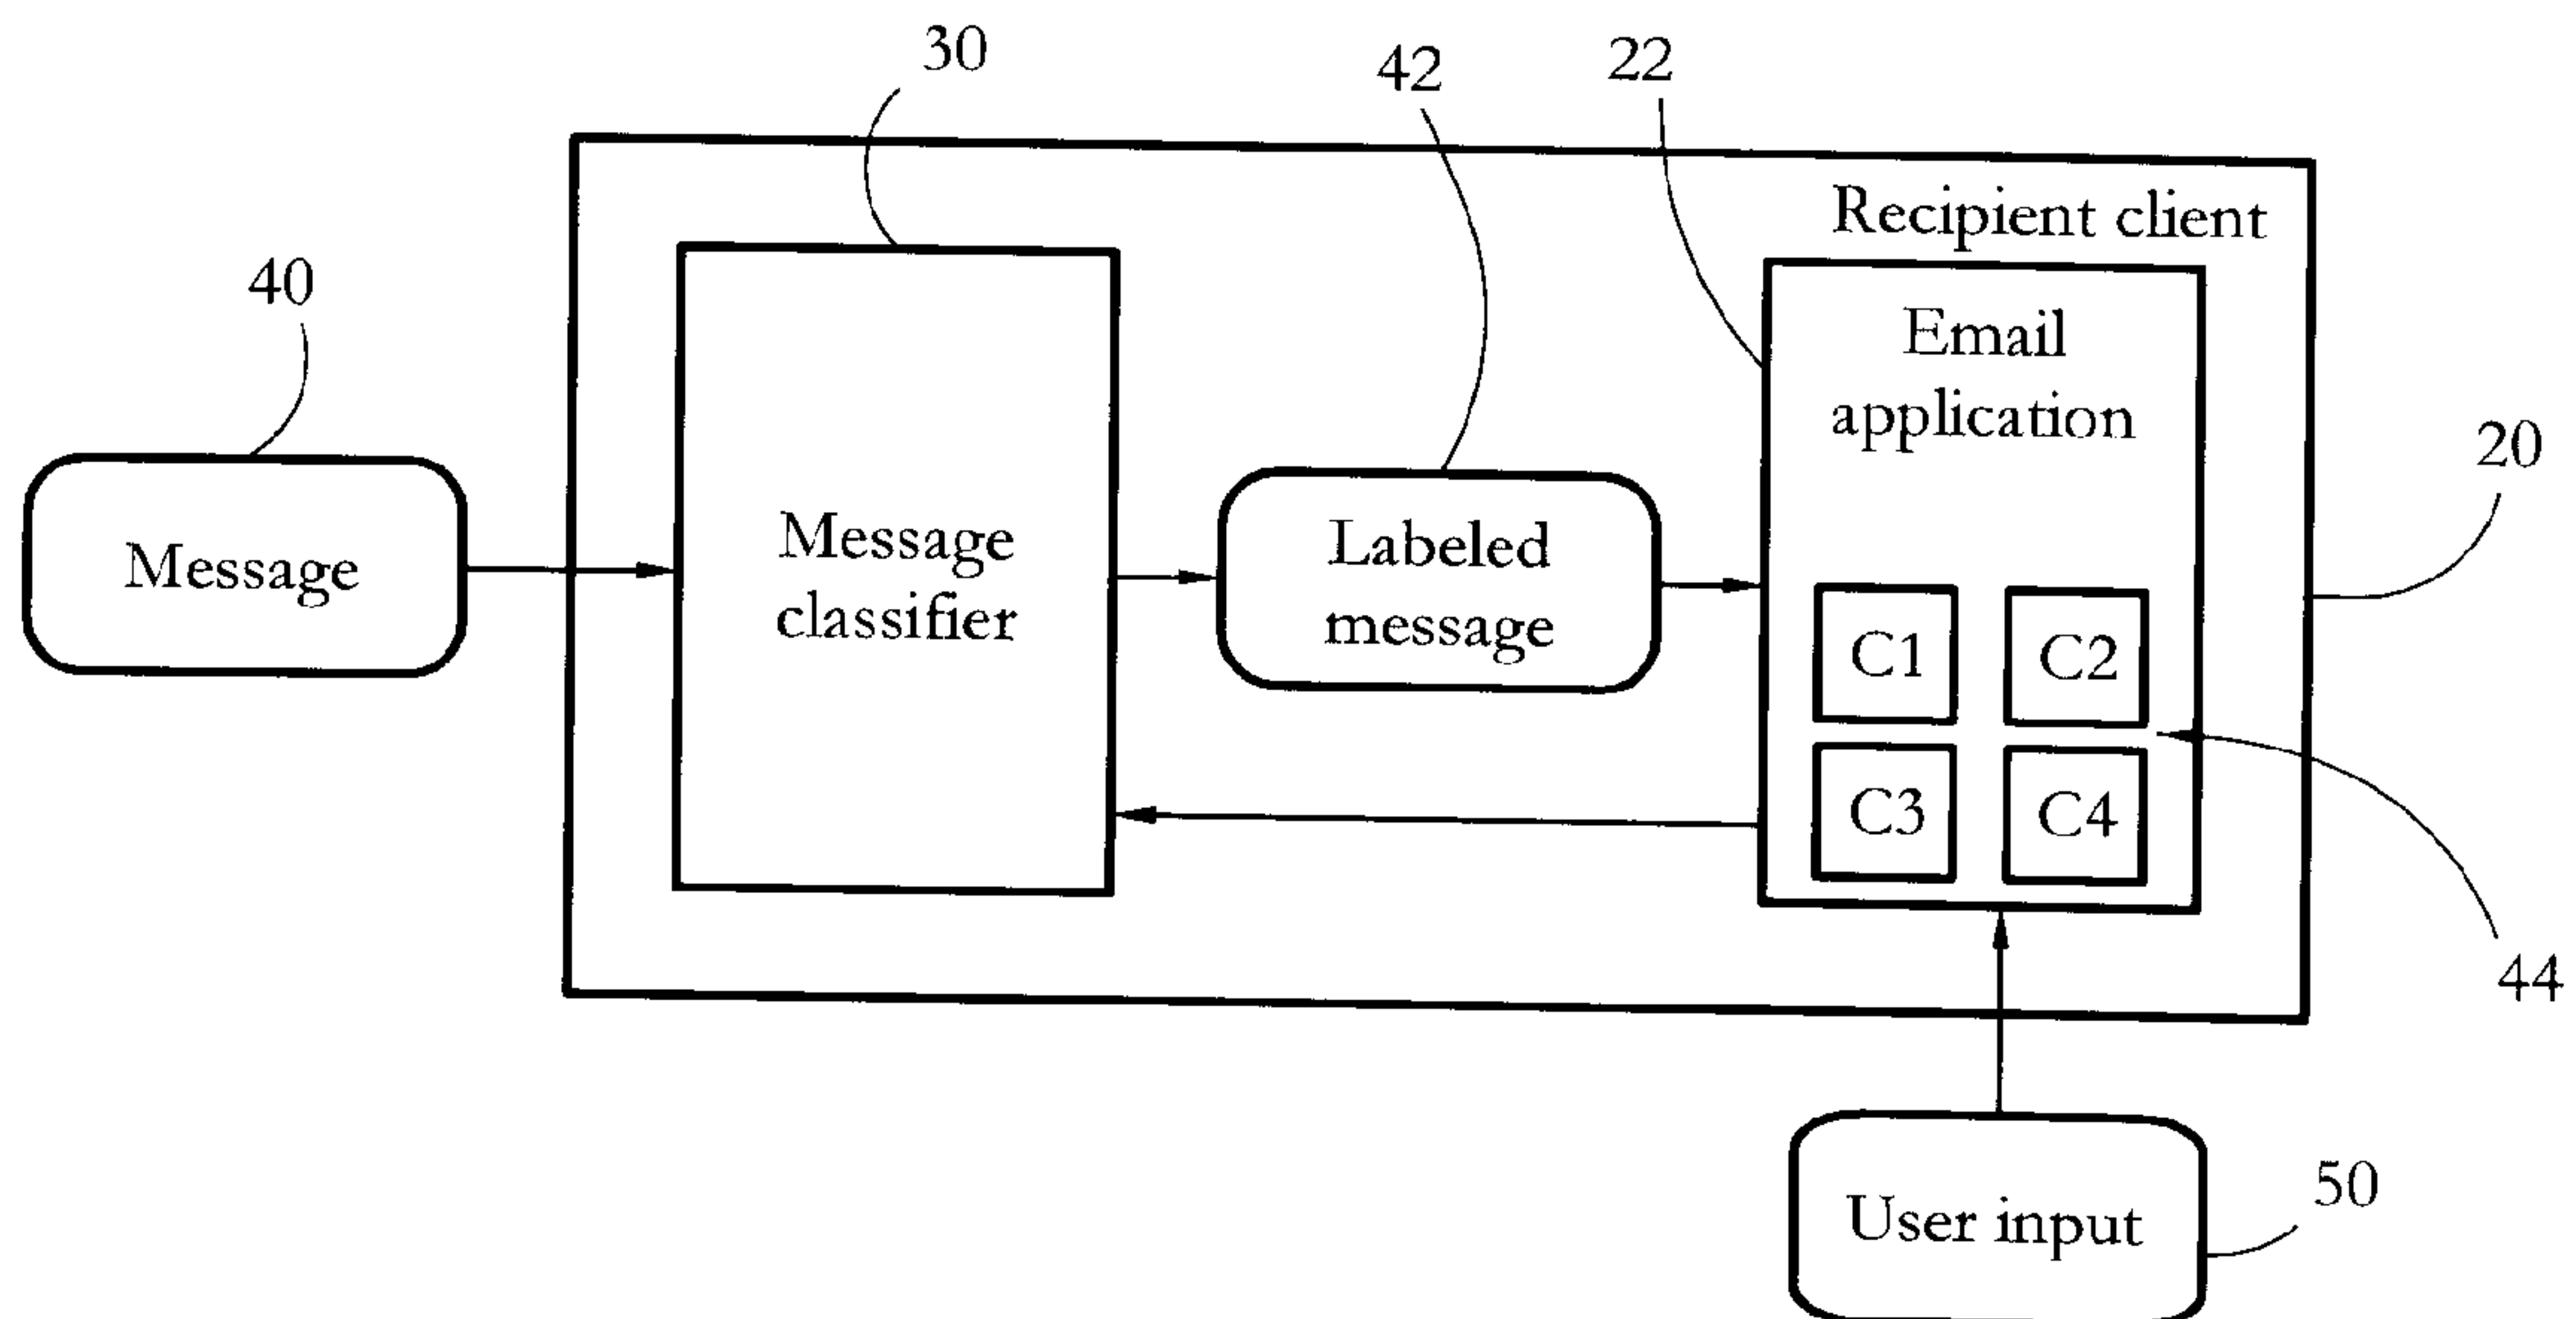 30
42
22
Recipient client
40
Email
application
20
Message
Message
classifier
Labeled
message
C1
C2
C3
C4
44
User input
50